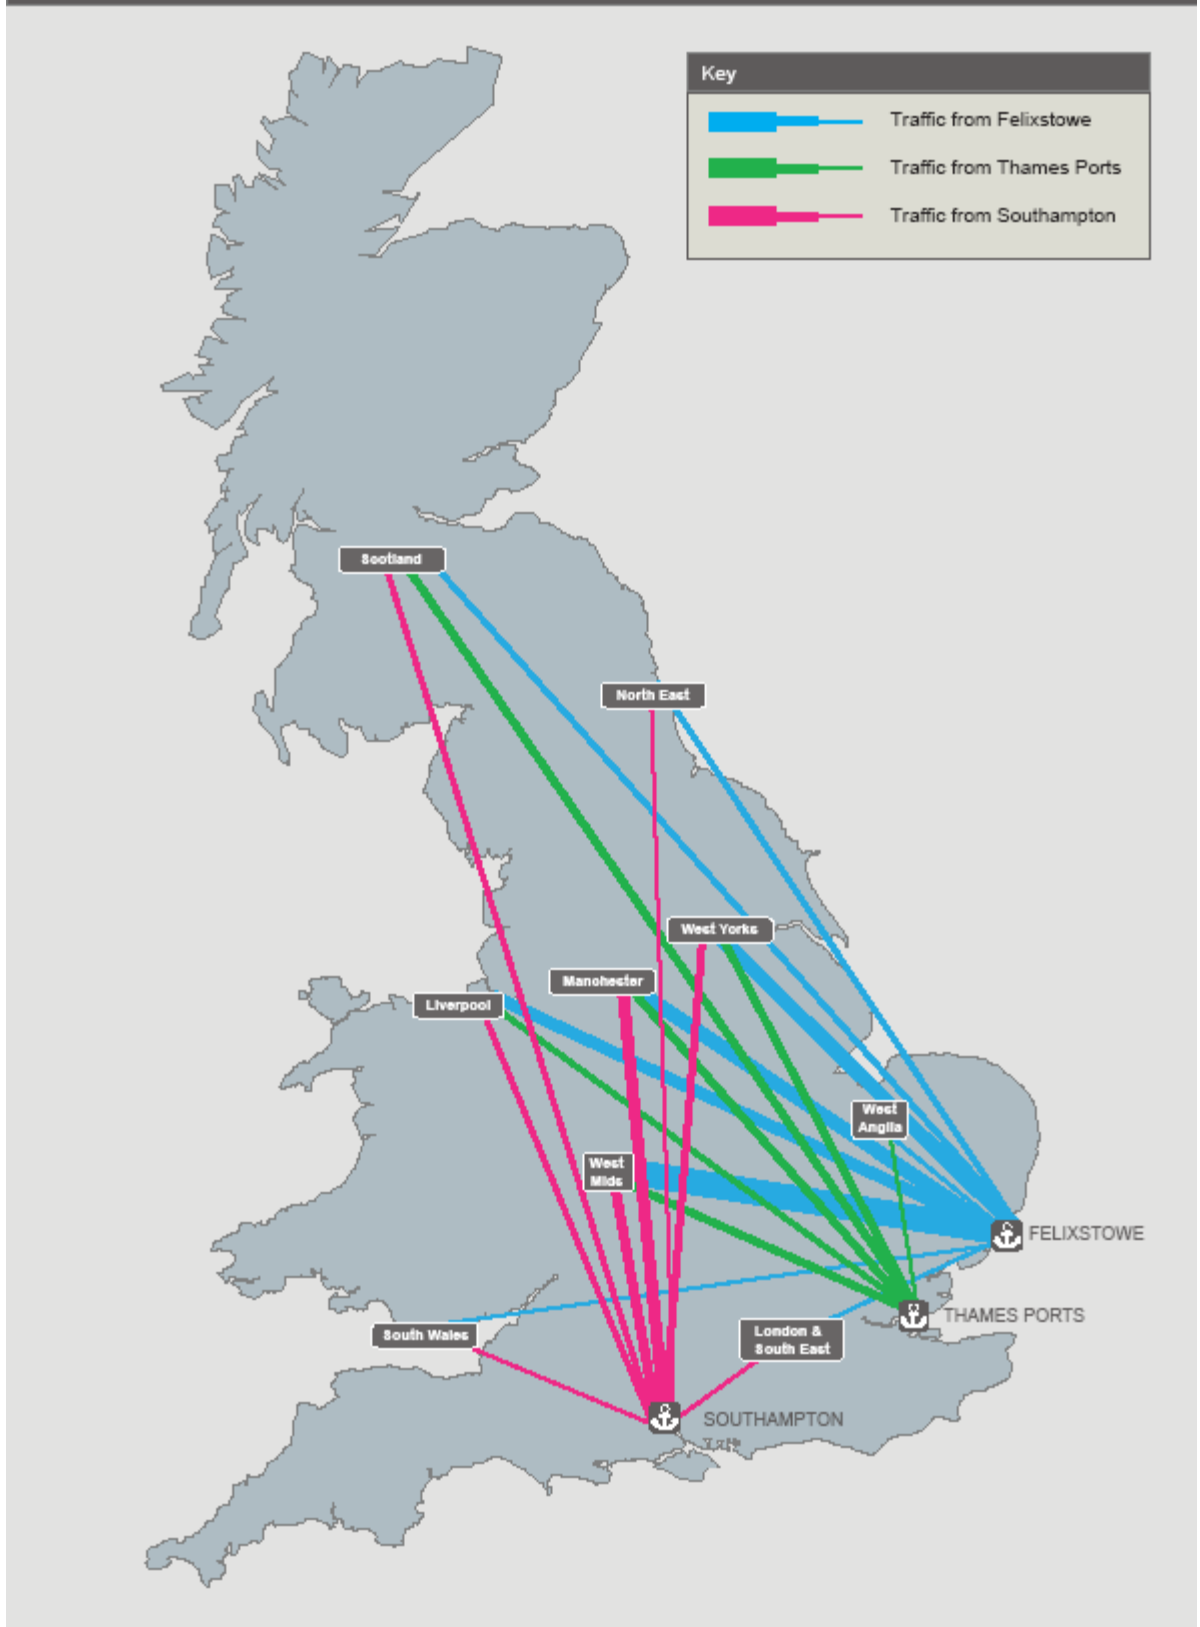 Key
Traffic from Felixstowe
Traffic from Thames Ports
Traffic from Southampton
Scotland
North East
West Yorks
Manchester
Liverpool
West
Anglia
West
Mids
FELIXSTOWE
THAMES PORTS
South Wales
London &
South East
SOUTHAMPTON